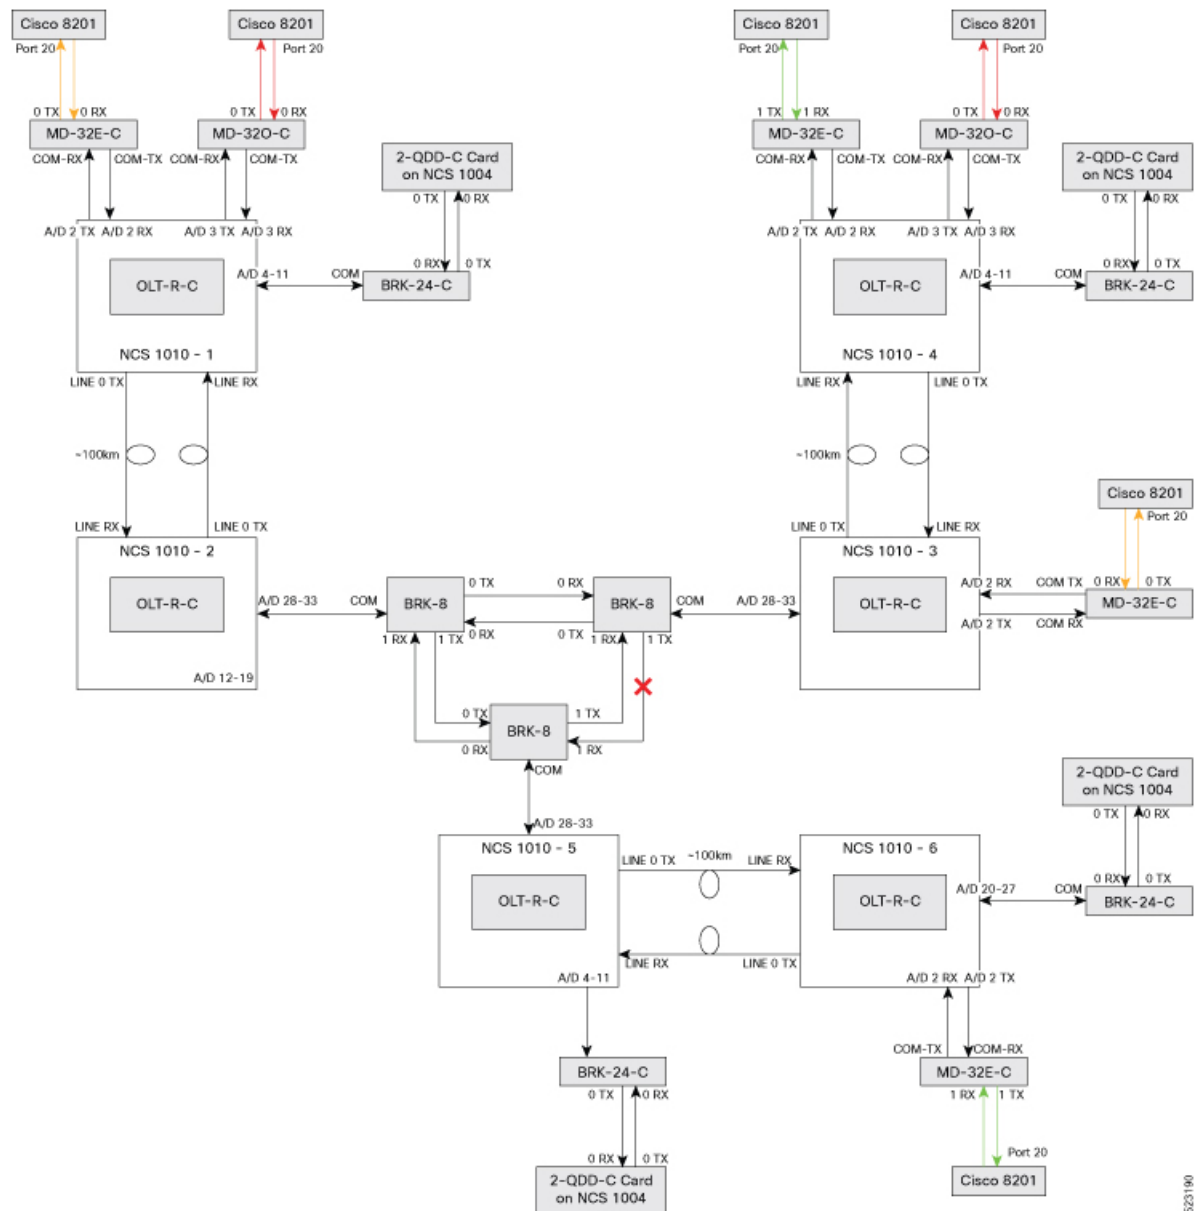 Cisco 8201
Port 20
Cisco 8201
Port 20
Cisco 8201
Port 20
Cisco 8201
Port 20
0 TX
0 RX
0 TX
0 RX
1 TX
1 RX
0 TX
0 RX
MD-32E-C
MD-32O-C
MD-32E-C
MD-32O-C
COM-RX
COM-TX
COM-RX
COM-TX
COM-RX
COM-TX
COM-RX
COM-TX
2-QDD-C Card
on NCS 1004
2-QDD-C Card
on NCS 1004
0 TX
0 RX
0 TX
0 RX
A/D 2 TX
A/D 2 RX
A/D 3 TX
A/D 3 RX
A/D 2 TX
A/D 2 RX
A/D 3 TX
A/D 3 RX
0 RX
0 TX
0 RX
0 TX
A/D 4-11
COM
A/D 4-11
COM
OLT-R-C
BRK-24-C
OLT-R-C
BRK-24-C
NCS 1010 - 1
NCS 1010 - 4
LINE 0 TX
LINE RX
LINE RX
LINE 0 TX
~100km
~100km
Cisco 8201
Port 20
LINE RX
LINE 0 TX
LINE 0 TX
LINE RX
NCS 1010 - 2
NCS 1010 - 3
OLT-R-C
A/D 28-33
COM
BRK-8
0 TX
0 RX
BRK-8
COM
A/D 28-33
OLT-R-C
A/D 2 RX
COM TX
0 RX
0 TX
MD-32E-C
A/D 2 TX
COM RX
1 RX
1 TX
0 RX
0 TX
1 RX
1 TX
A/D 12-19
0 TX
1 TX
BRK-8
0 RX
1 RX
COM
2-QDD-C Card
on NCS 1004
0 TX
0 RX
A/D 28-33
NCS 1010 - 5
LINE 0 TX
~100km
LINE RX
NCS 1010 - 6
0 RX
0 TX
OLT-R-C
OLT-R-C
A/D 20-27
COM
BRK-24-C
LINE RX
LINE 0 TX
A/D 4-11
A/D 2 RX
A/D 2 TX
COM-TX
COM-RX
BRK-24-C
MD-32E-C
0 TX
0 RX
1 RX
1 TX
0 RX
0 TX
Port 20
2-QDD-C Card
on NCS 1004
Cisco 8201
523190